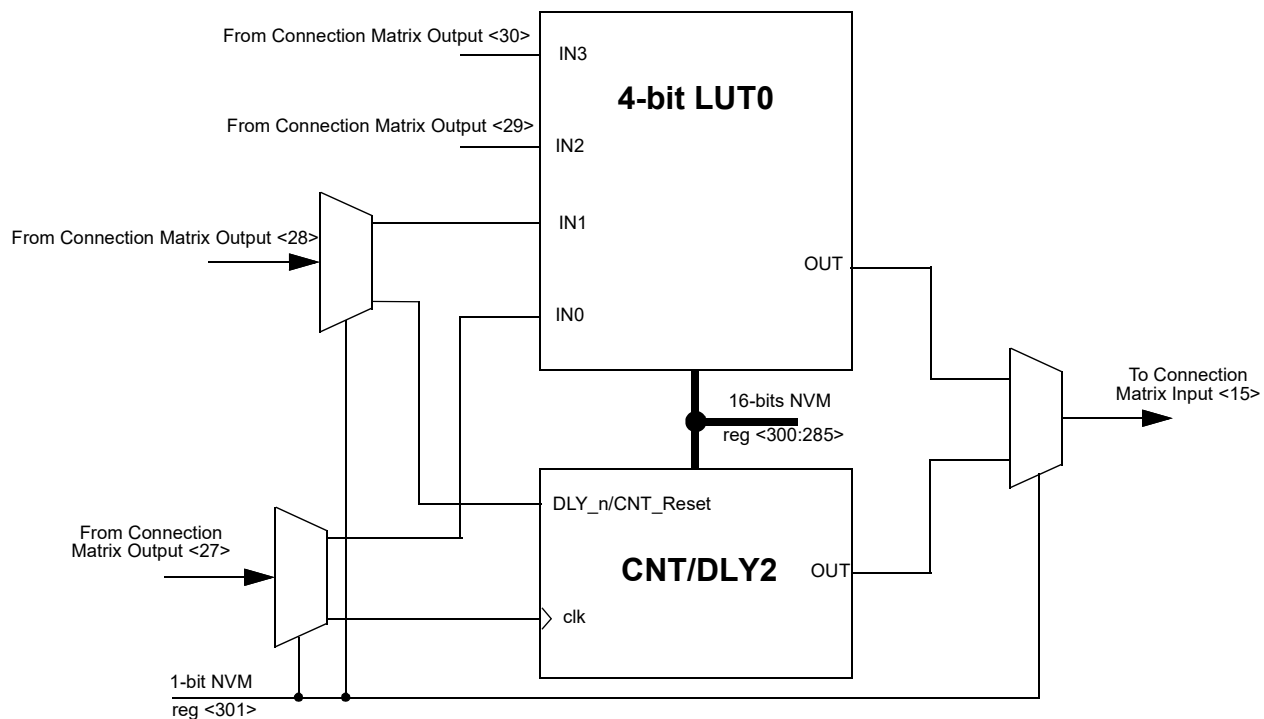 From Connection Matrix Output <30>
IN3
4-bit LUT0
From Connection Matrix Output <29>
IN2
IN1
From Connection Matrix Output <28>
OUT
IN0
To Connection
Matrix Input <15>
16-bits NVM
reg <300:285>
DLY_n/CNT_Reset
From Connection
Matrix Output <27>
CNT/DLY2
OUT
clk
1-bit NVM
reg <301>